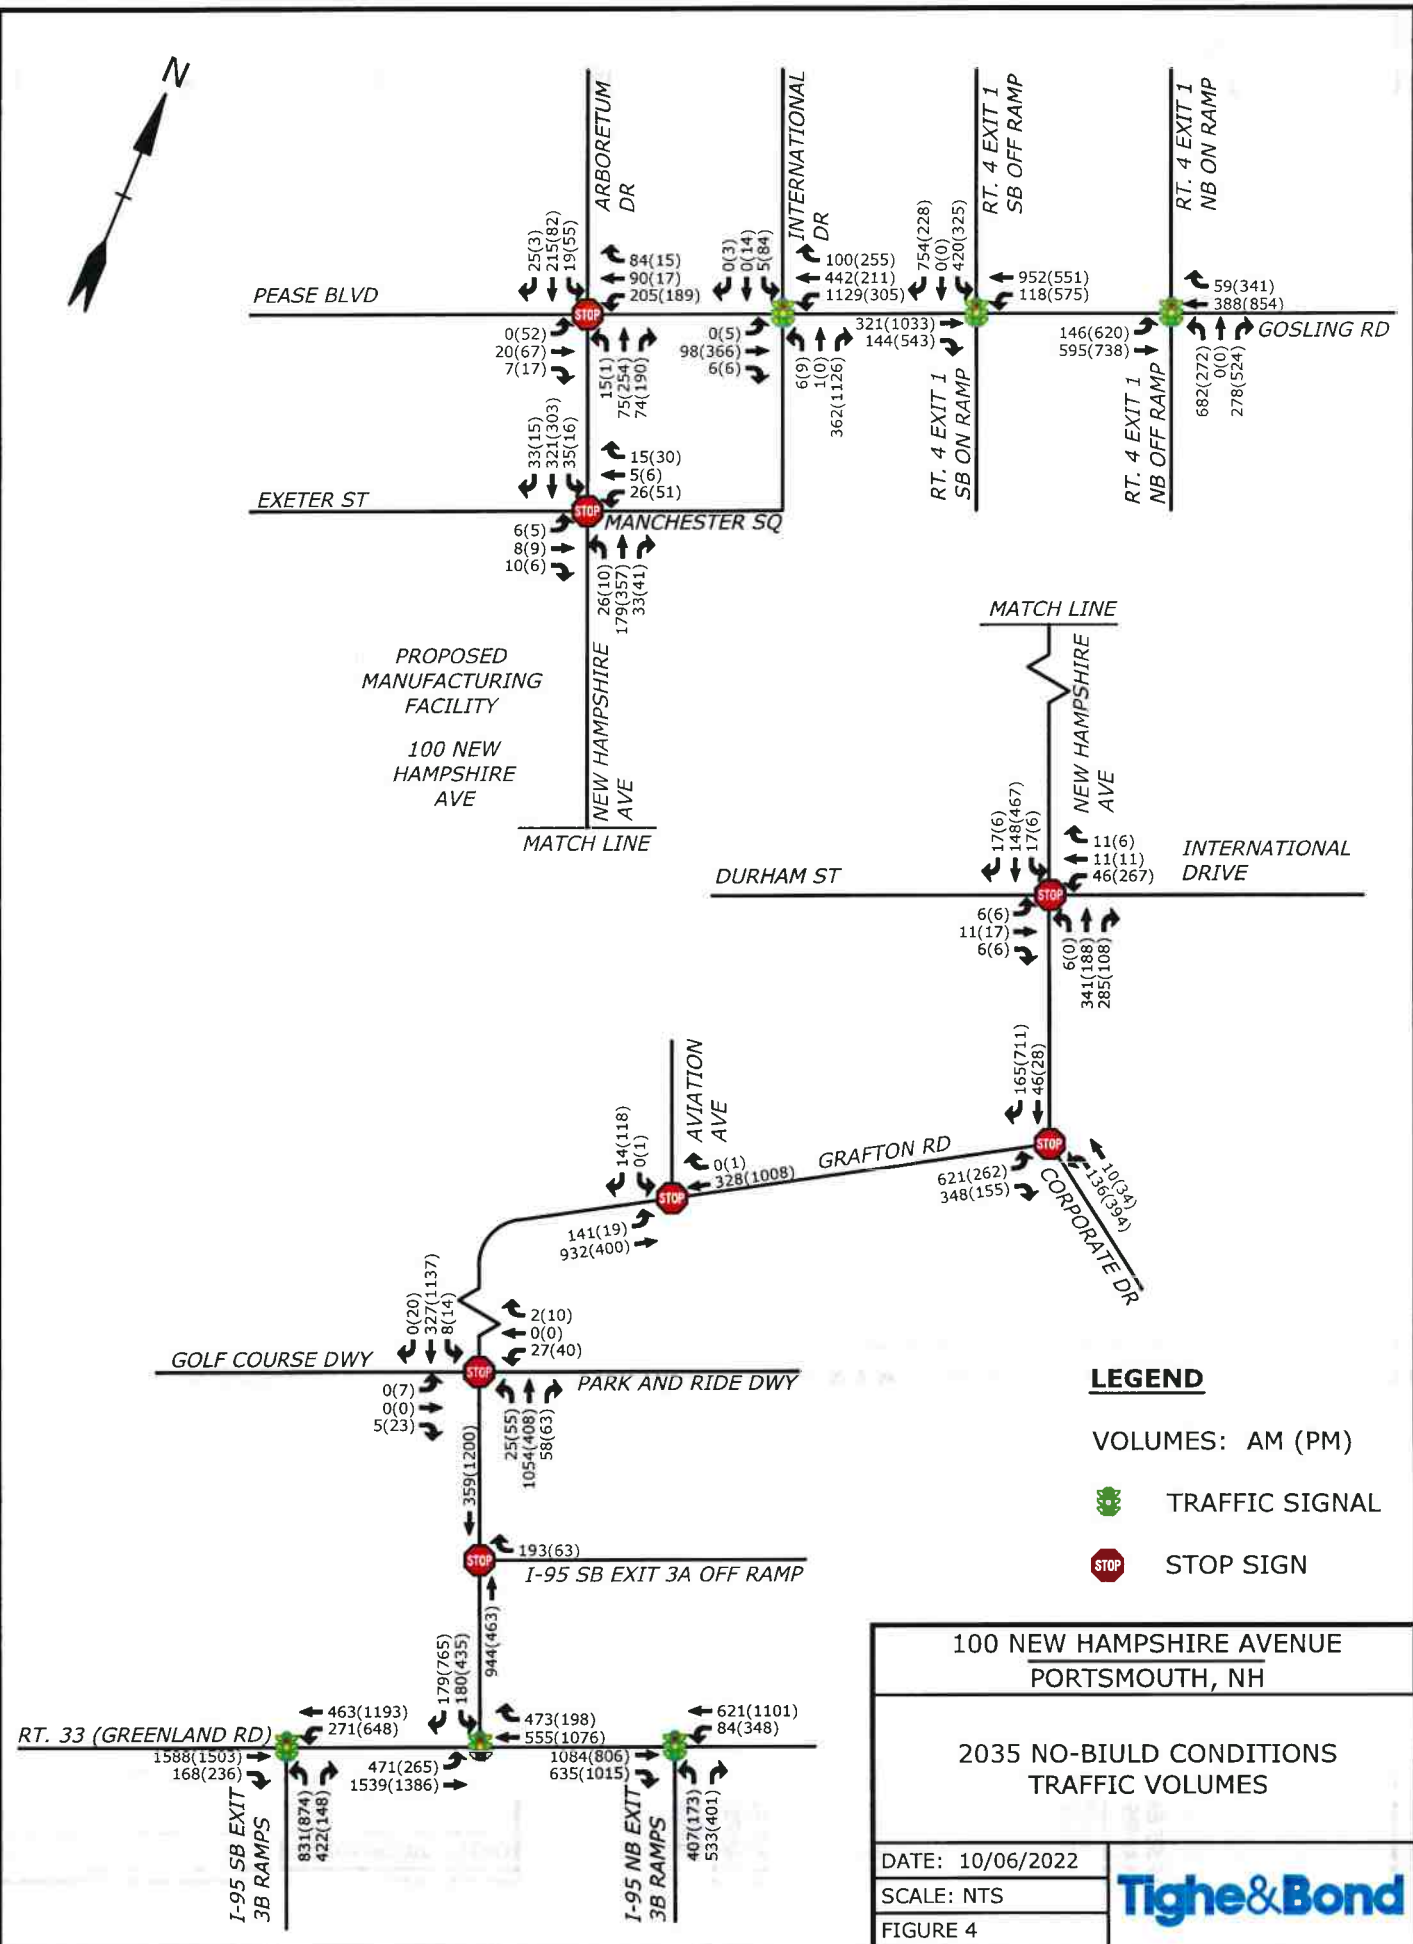 N
ARBORETUM
DR
INTERNATIONAL
DR
RT. 4 EXIT 1
SB OFF RAMP
RT. 4 EXIT 1
NB ON RAMP
PEASE BLVD
25(3)
215(82)
19(55)
84(15)
90(17)
205(189)
STOP
0(52)
20(67)
7(17)
15(1)
75(254)
74(190)
0(3)
0(14)
5(84)
100(255)
442(211)
1129(305)
0(5)
98(366)
6(6)
6(9)
1(0)
362(1126)
754(228)
0(0)
420(325)
952(551)
118(575)
321(1033)
144(543)
RT. 4 EXIT 1
SB ON RAMP
59(341)
388(854)
GOSLING RD
146(620)
595(738)
682(272)
0(0)
278(524)
RT. 4 EXIT 1
NB OFF RAMP
EXETER ST
33(15)
321(303)
35(16)
15(30)
5(6)
26(51)
STOP
MANCHESTER SQ
6(5)
8(9)
10(6)
26(10)
179(357)
33(41)
PROPOSED
MANUFACTURING
FACILITY
100 NEW
HAMPSHIRE
AVE
NEW HAMPSHIRE
AVE
MATCH LINE
MATCH LINE
NEW HAMPSHIRE
AVE
DURHAM ST
17(6)
148(467)
17(6)
11(6)
11(11)
46(267)
INTERNATIONAL
DRIVE
STOP
6(6)
11(17)
6(6)
6(0)
341(188)
285(108)
165(711)
46(28)
STOP
10(34)
136(394)
621(262)
348(155)
CORPORATE DR
GRAFTON RD
AVIATION
AVE
14(118)
0(1)
0(1)
328(1008)
STOP
141(19)
932(400)
GOLF COURSE DWY
0(20)
327(1137)
8(14)
2(10)
0(0)
27(40)
STOP
PARK AND RIDE DWY
0(7)
0(0)
5(23)
25(55)
1054(408)
58(63)
359(1200)
STOP
193(63)
I-95 SB EXIT 3A OFF RAMP
944(463)
179(765)
180(435)
RT. 33 (GREENLAND RD)
463(1193)
271(648)
1588(1503)
168(236)
831(874)
422(148)
I-95 SB EXIT
3B RAMPS
473(198)
555(1076)
471(265)
1539(1386)
621(1101)
84(348)
1084(806)
635(1015)
407(173)
533(401)
I-95 NB EXIT
3B RAMPS
LEGEND
VOLUMES: AM (PM)
TRAFFIC SIGNAL
STOP
STOP SIGN
100 NEW HAMPSHIRE AVENUE
PORTSMOUTH, NH
2035 NO-BIULD CONDITIONS
TRAFFIC VOLUMES
DATE: 10/06/2022
SCALE: NTS
FIGURE 4
Tighe&Bond